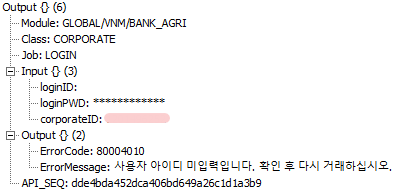 Output {} (6)
Module: GLOBAL/VNM/BANK_AGRI
Class: CORPORATE
Job: LOGIN
Input {} (3)
loginID:
loginPWD: ************
corporateID:
Output {} (2)
ErrorCode: 80004010
ErrorMessage: 사용자 아이디 미입력입니다. 확인 후 다시 거래하십시오.
API_SEQ: dde4bda452dca406bd649a26c1d1a3b9